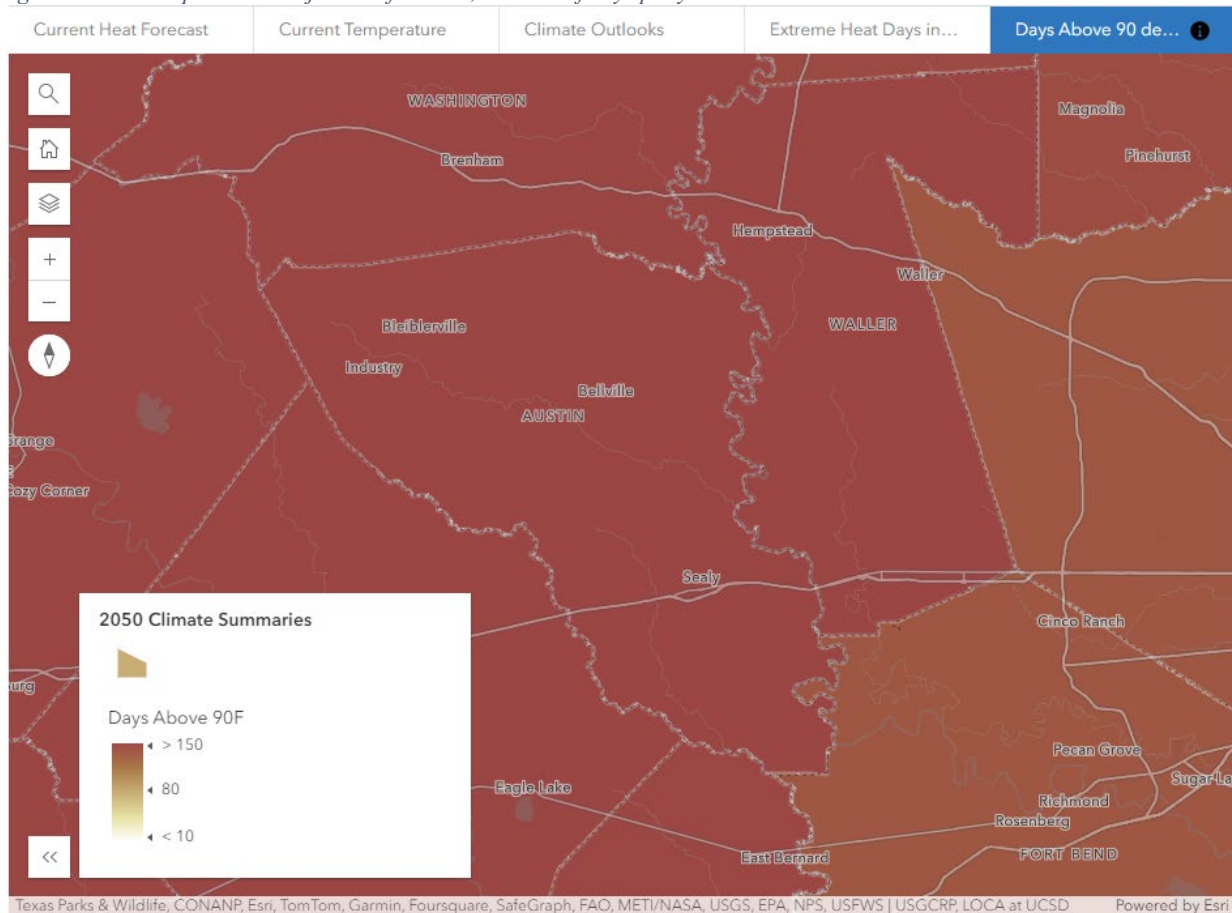 Current Heat Forecast
Current Temperature
Climate Outlooks
Extreme Heat Days in...
Days Above 90 de...
WASHINGTON
Magnolia
Brenham
Pinehurst
Hempstead
Waller
Bleiblerville
WALLER
Industry
Bellville
AUSTIN
Grange
Cozy Corner
Sealy
2050 Climate Summaries
Cinco Ranch
Days Above 90F
> 150
80
< 10
Pecan Grove
Sugar La
Eagle Lake
Richmond
Rosenberg
East Bernard
FORT BEND
Texas Parks & Wildlife, CONANP, Esri, TomTom, Garmin, Foursquare, SafeGraph, FAO, METI/NASA, USGS, EPA, NPS, USFWS | USGCRP, LOCA at UCSD
Powered by Esri